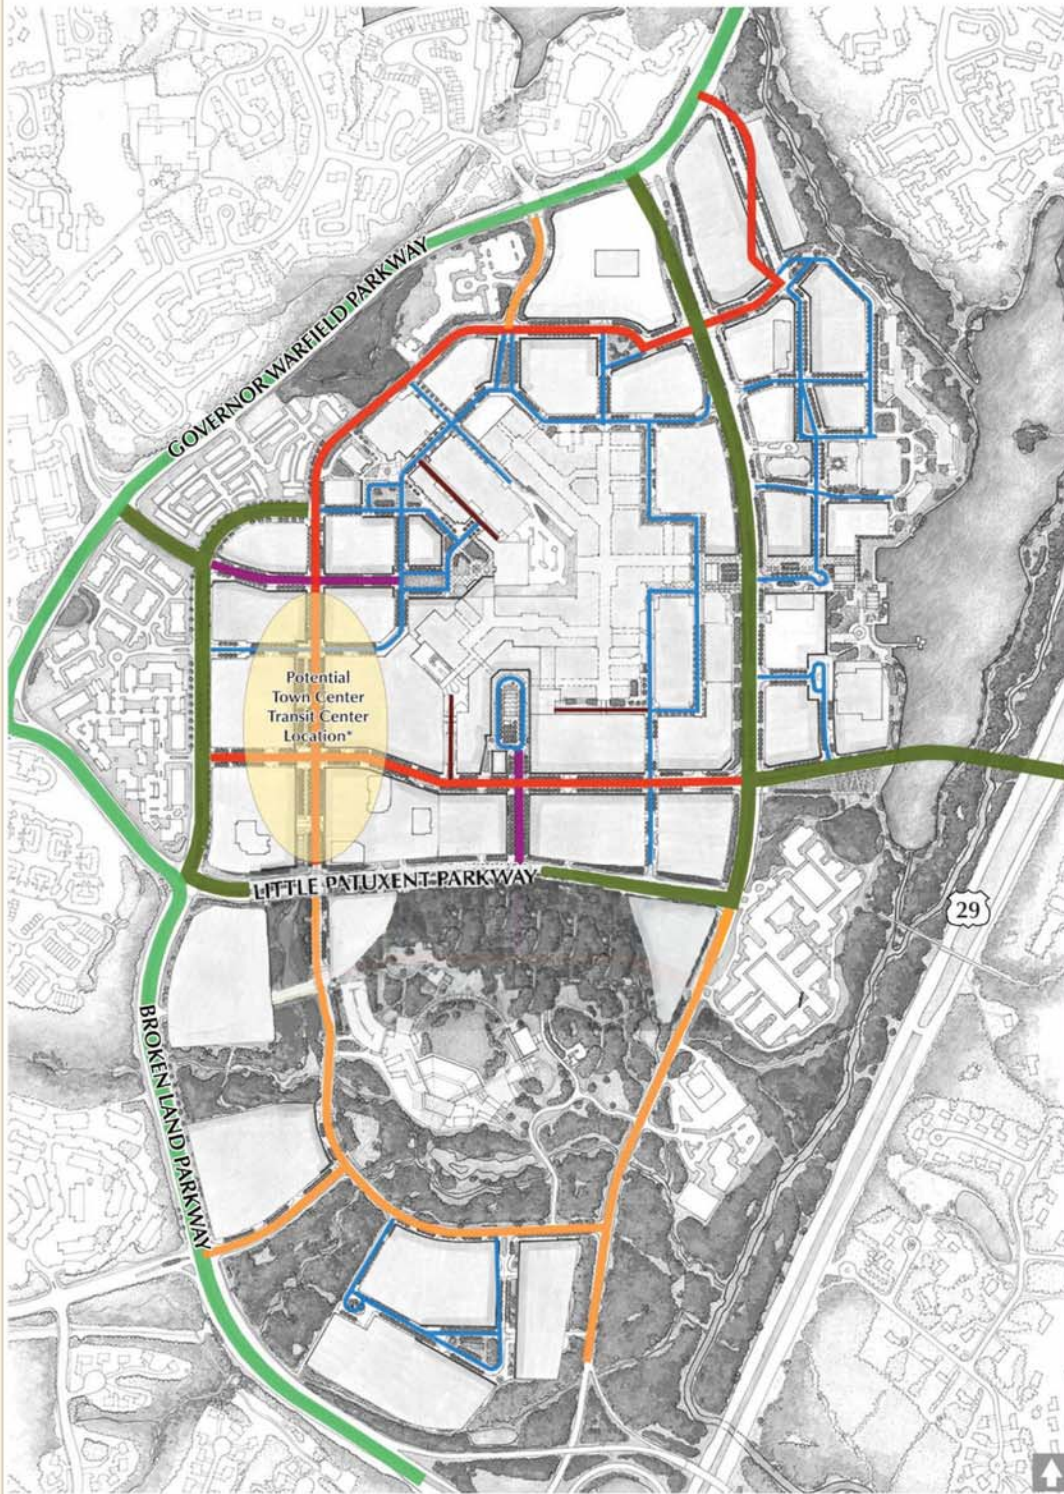 GOVERNOR WARFIELD PARKWAY
Potential
Town Center
Transit Center
Location*
LITTLE PATUXENT PARKWAY
29
BROKEN LAND PARKWAY